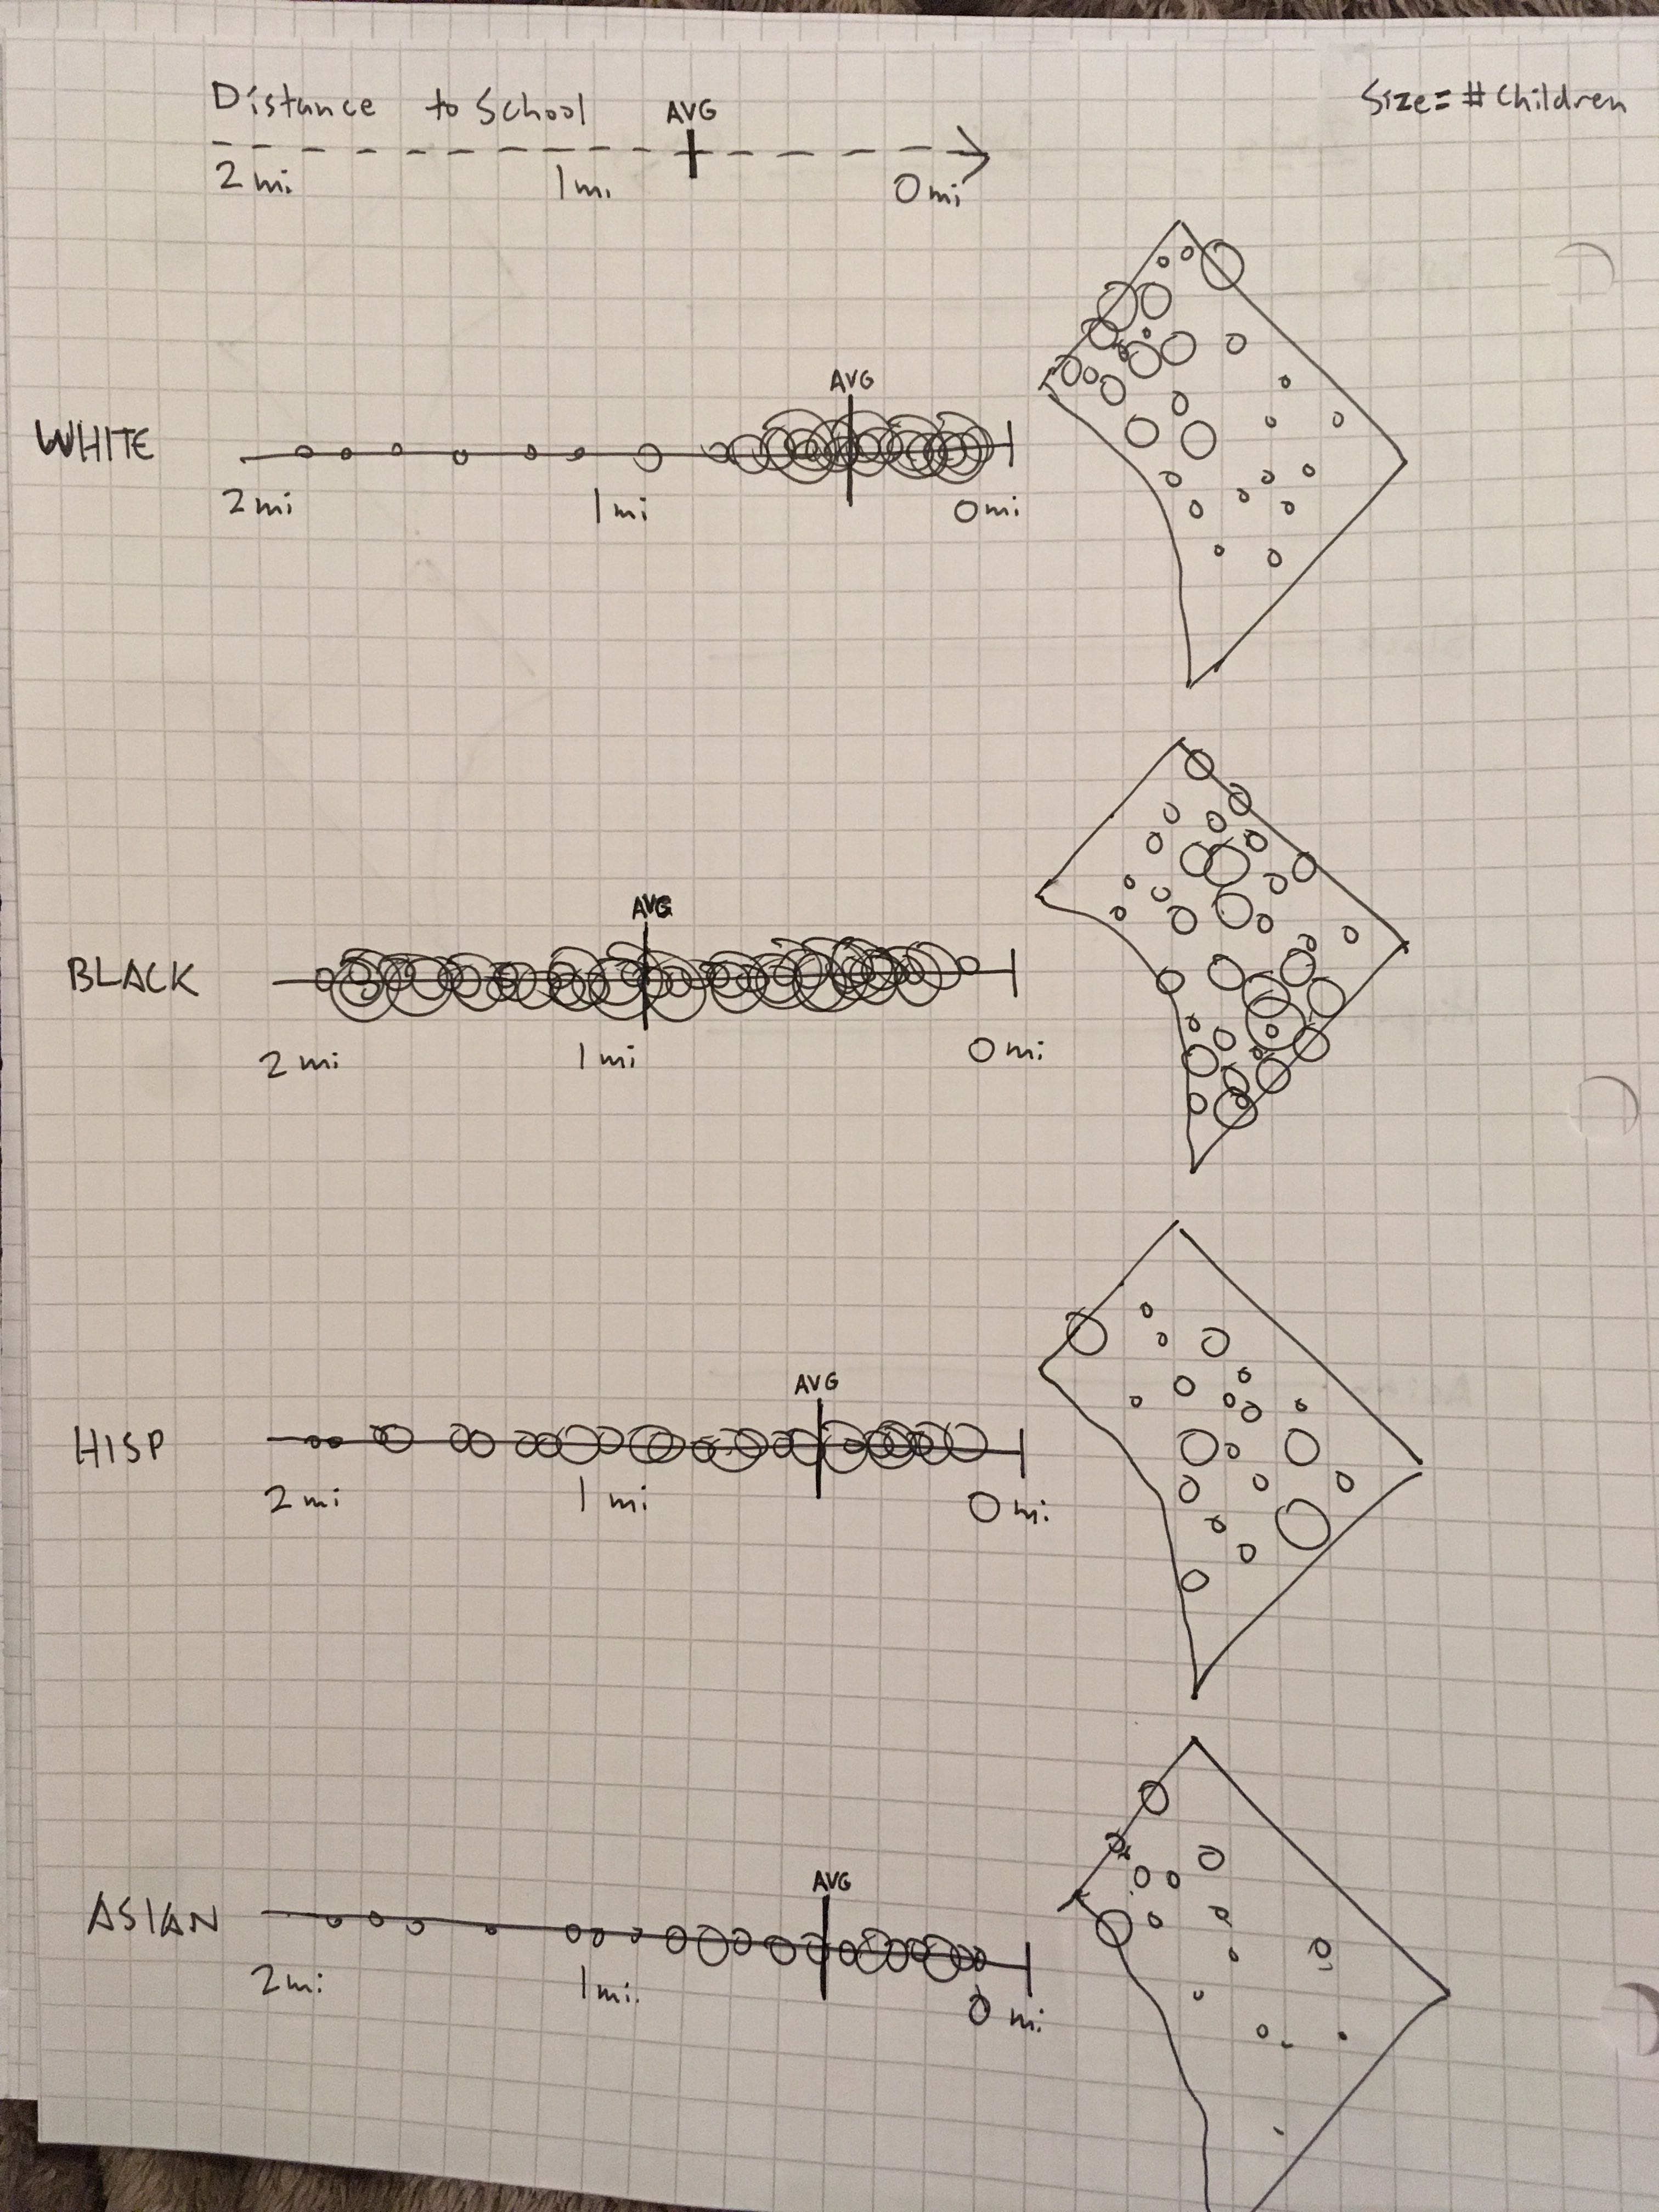 Distance to School AVG
Size = # Children
2 mi 1 mi 0 mi
AVG
WHITE
2 mi 1 mi 0 mi
AVG
BLACK
2 mi 1 mi 0 mi
AVG
HISP
2 mi 1 mi 0 mi
AVG
ASIAN
2 mi. 1 mi. 0 mi.